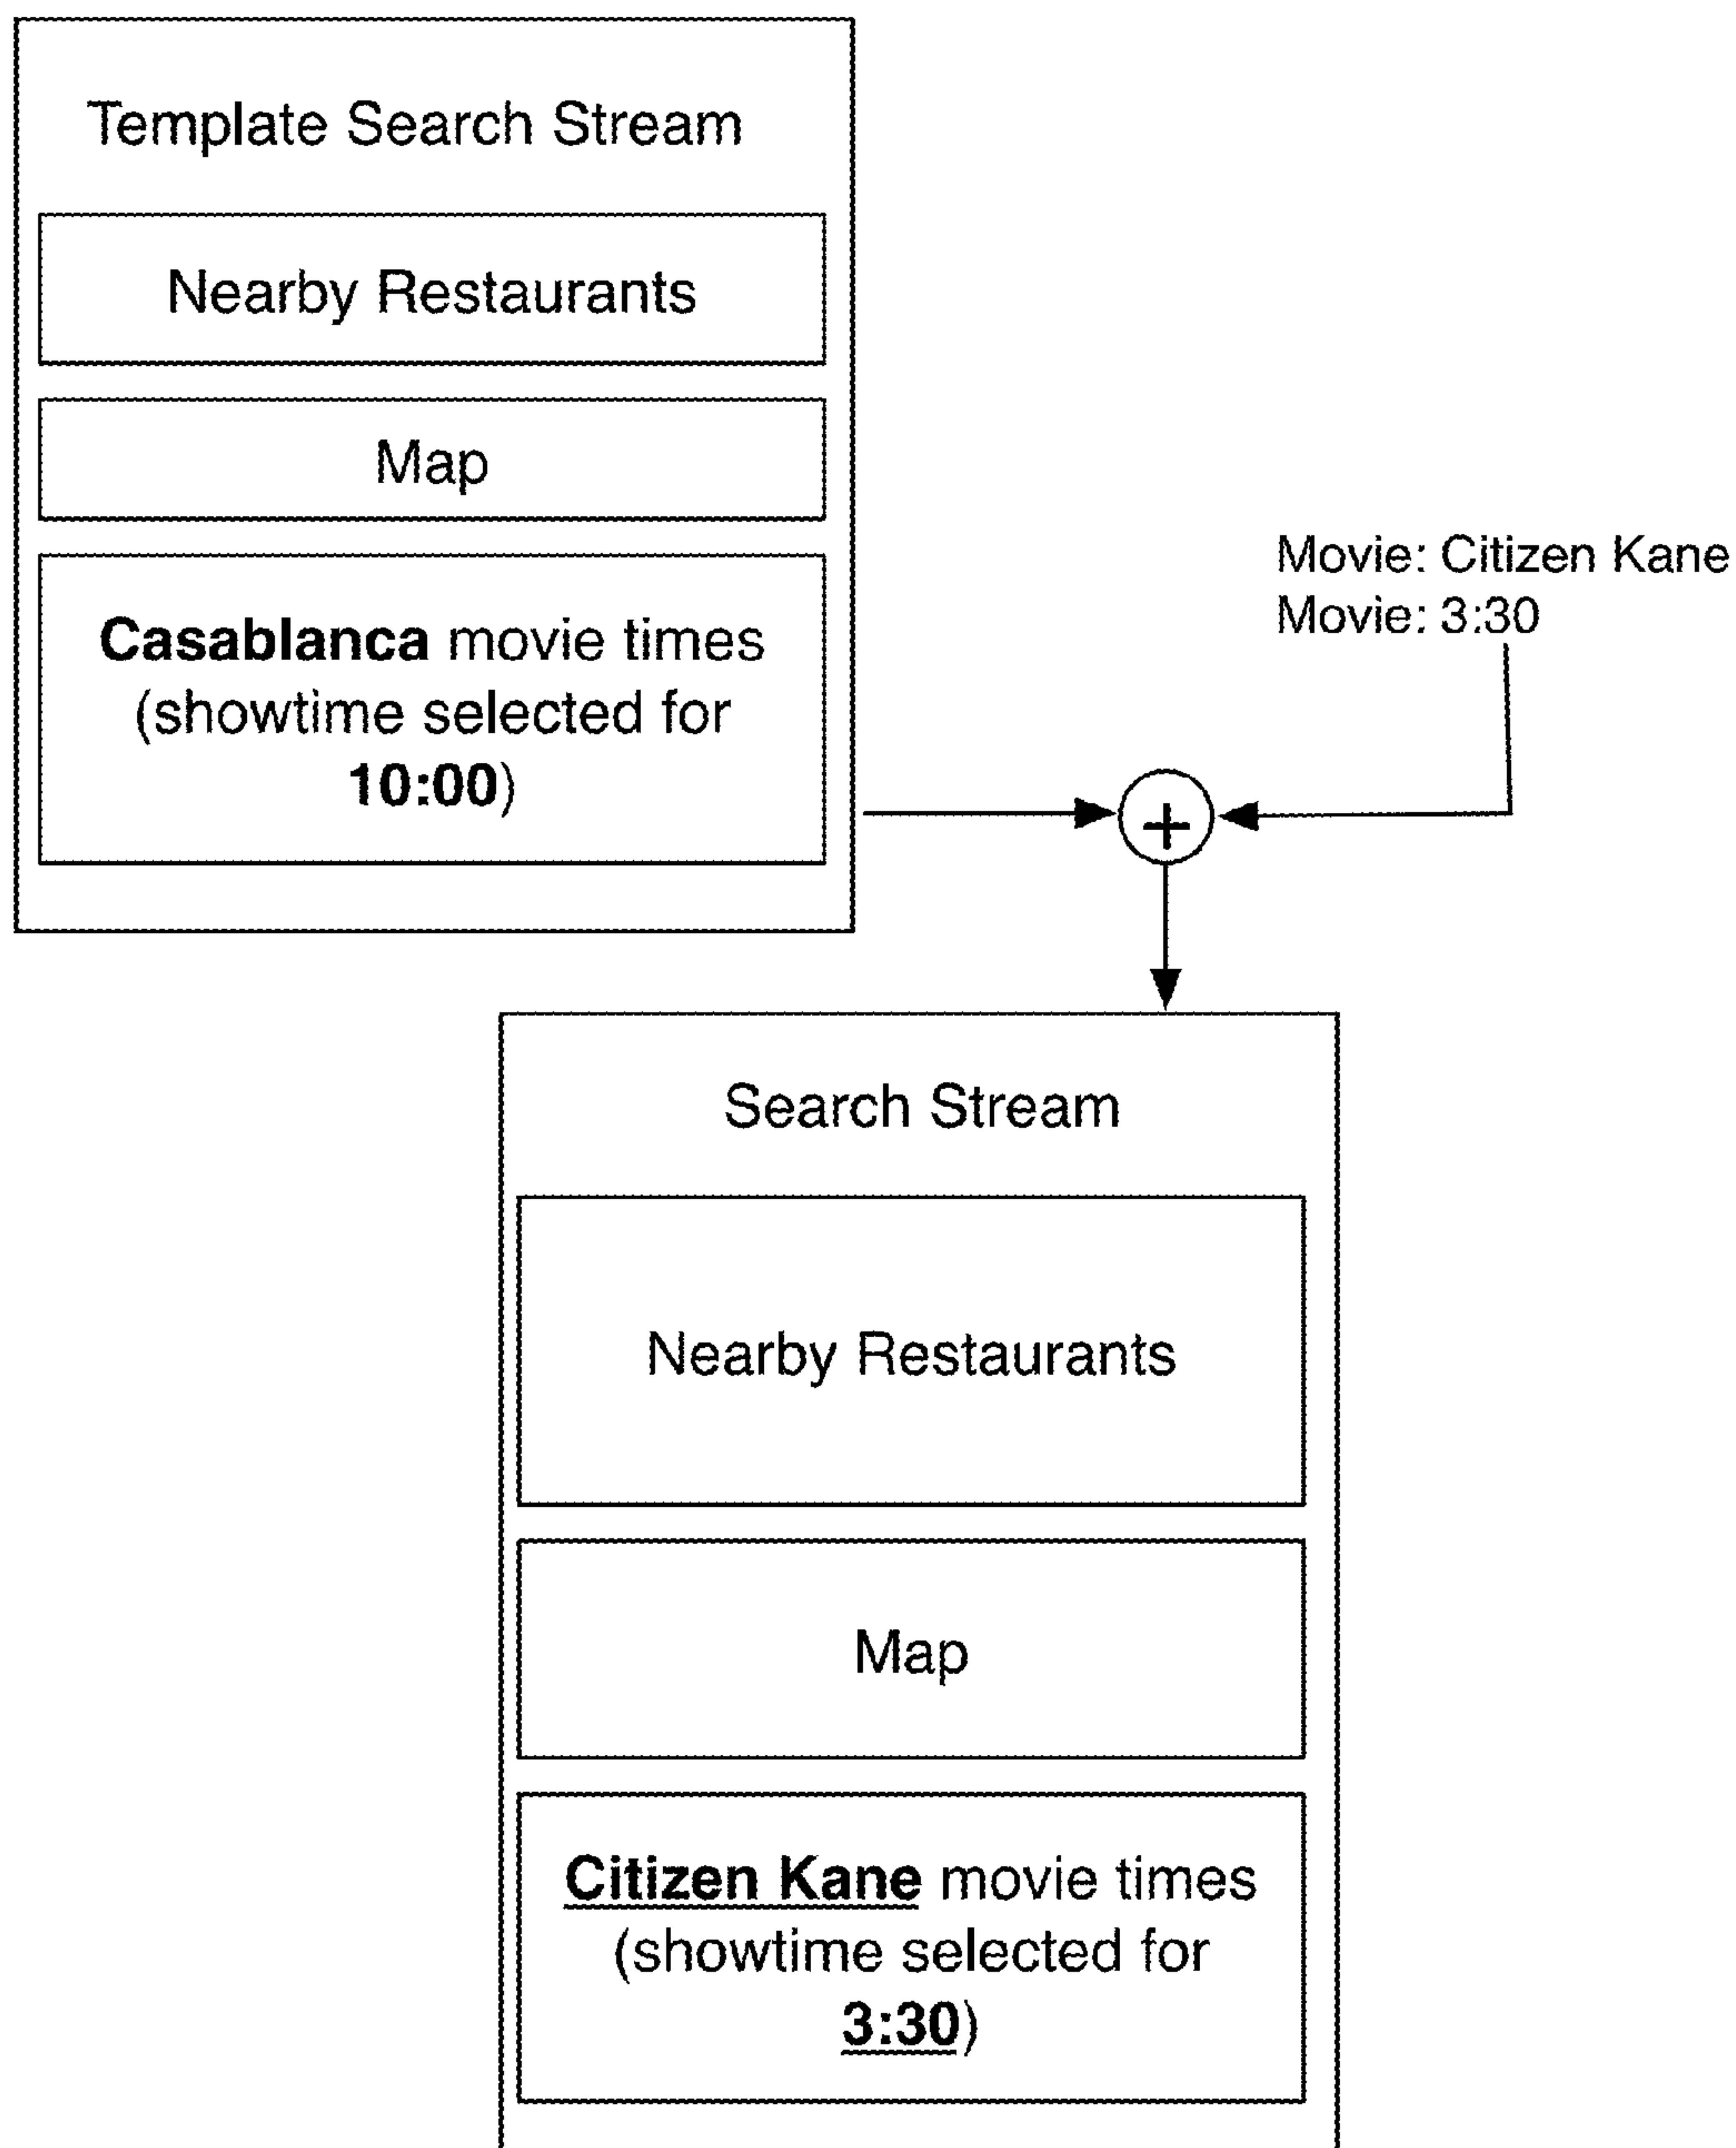 Template Search Stream
Nearby Restaurants
Map
Casablanca movie times
(showtime selected for
10:00)
Movie: Citizen Kane
Movie: 3:30
+
Search Stream
Nearby Restaurants
Map
Citizen Kane movie times
(showtime selected for
3:30)